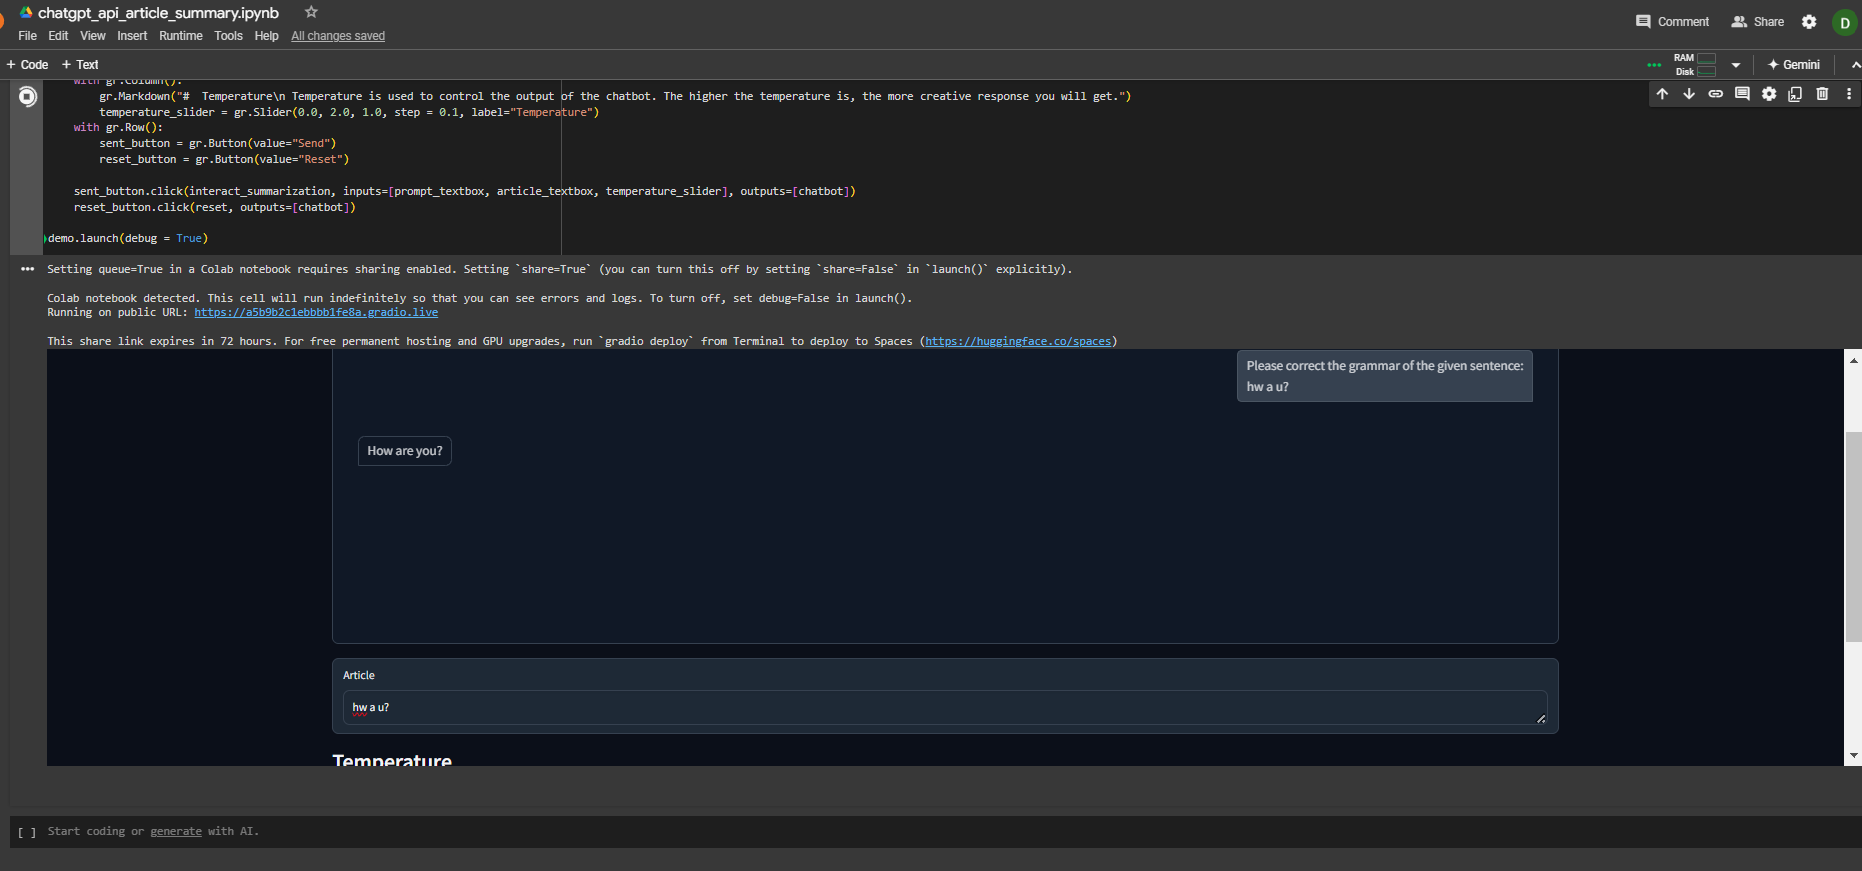 chatgpt_api_article_summary.ipynb
File Edit View Insert Runtime Tools Help All changes saved
Comment Share D
+ Code + Text
RAM
Disk
Gemini
with gr.Column():
gr.Markdown("#  Temperature\n Temperature is used to control the output of the chatbot. The higher the temperature is, the more creative response you will get.")
temperature_slider = gr.Slider(0.0, 2.0, 1.0, step = 0.1, label="Temperature")
with gr.Row():
sent_button = gr.Button(value="Send")
reset_button = gr.Button(value="Reset")
sent_button.click(interact_summarization, inputs=[prompt_textbox, article_textbox, temperature_slider], outputs=[chatbot])
reset_button.click(reset, outputs=[chatbot])
demo.launch(debug = True)
Setting queue=True in a Colab notebook requires sharing enabled. Setting `share=True` (you can turn this off by setting `share=False` in `launch()` explicitly).
Colab notebook detected. This cell will run indefinitely so that you can see errors and logs. To turn off, set debug=False in launch().
Running on public URL: https://a5b9b2c1ebbbb1fe8a.gradio.live
This share link expires in 72 hours. For free permanent hosting and GPU upgrades, run `gradio deploy` from Terminal to deploy to Spaces (https://huggingface.co/spaces)
Please correct the grammar of the given sentence:
hw a u?
How are you?
Article
hw a u?
Temperature
[ ] Start coding or generate with AI.